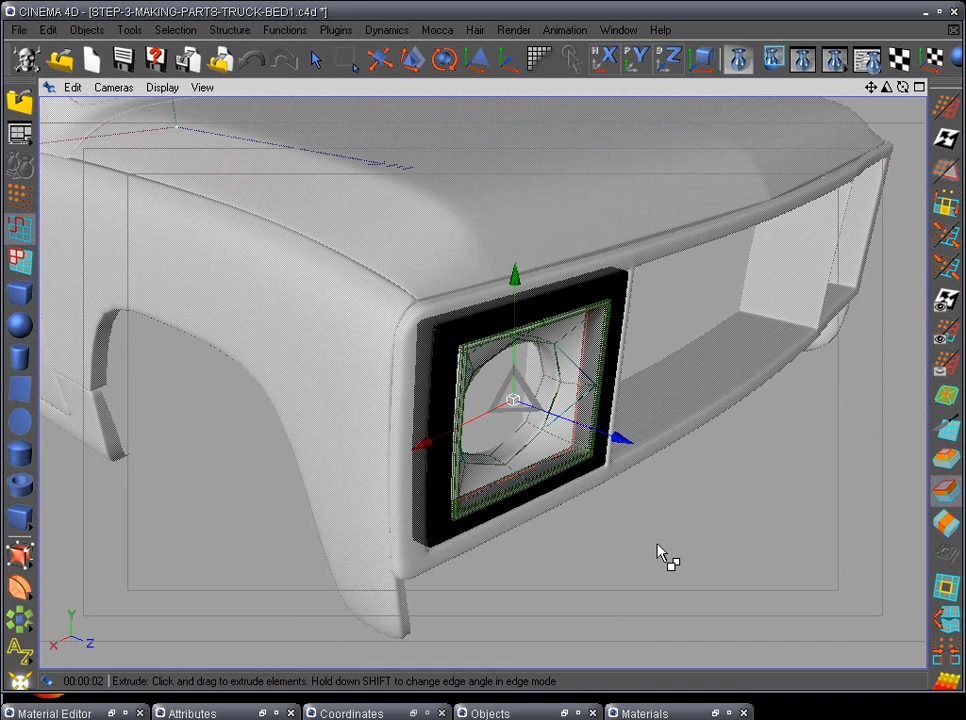 CINEMA 4D - [STEP-3-MAKING-PARTS-TRUCK-BED1.c4d *]
File Edit Objects Tools Selection Structure Functions Plugins Dynamics Mocca Hair Render Animation Window Help
X Y Z
Edit Cameras Display View
Y
X Z
A
Z
00:00:02 Extrude: Click and drag to extrude elements. Hold down SHIFT to change edge angle in edge mode
Material Editor Attributes Coordinates Objects Materials